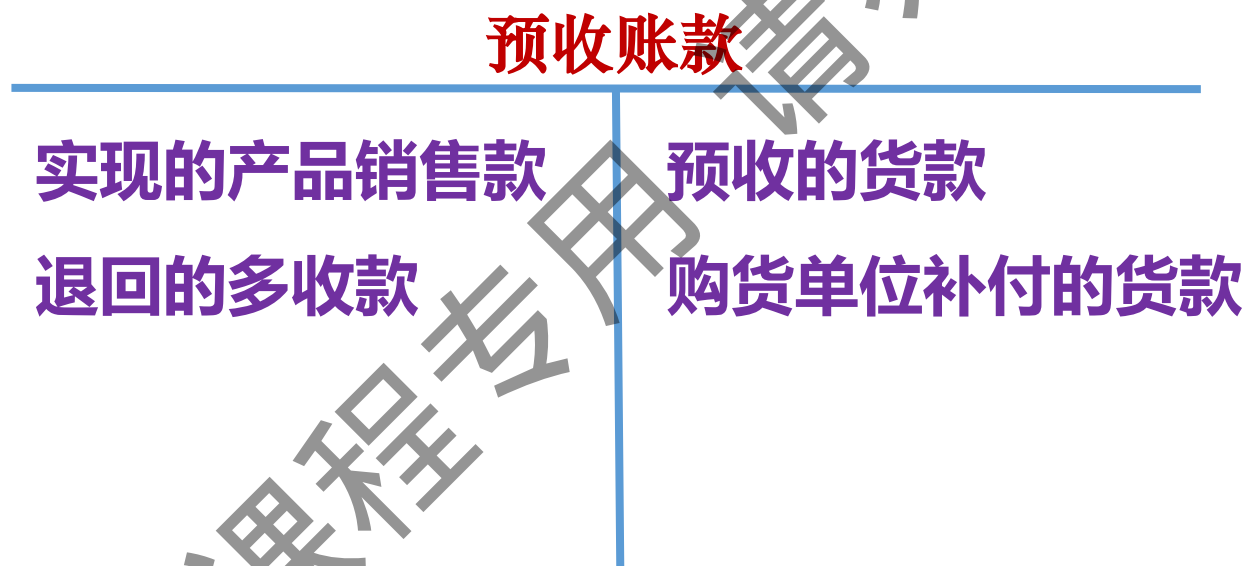 预收账款
实现的产品销售款
预收的货款
退回的多收款
购货单位补付的货款
课程专用 请